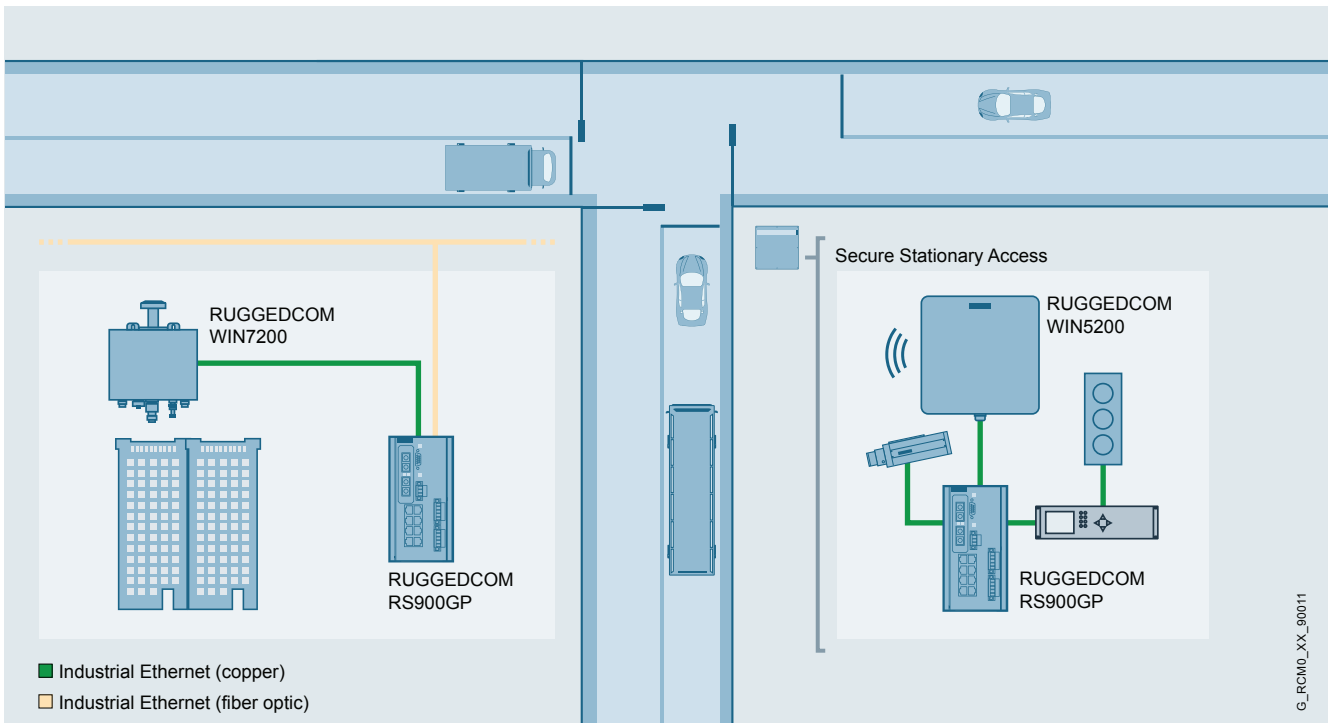 Secure Stationary Access
RUGGEDCOM
WIN7200
RUGGEDCOM
WIN5200
RUGGEDCOM
RS900GP
RUGGEDCOM
RS900GP
Industrial Ethernet (copper)
Industrial Ethernet (fiber optic)
G_RCM0_XX_90011